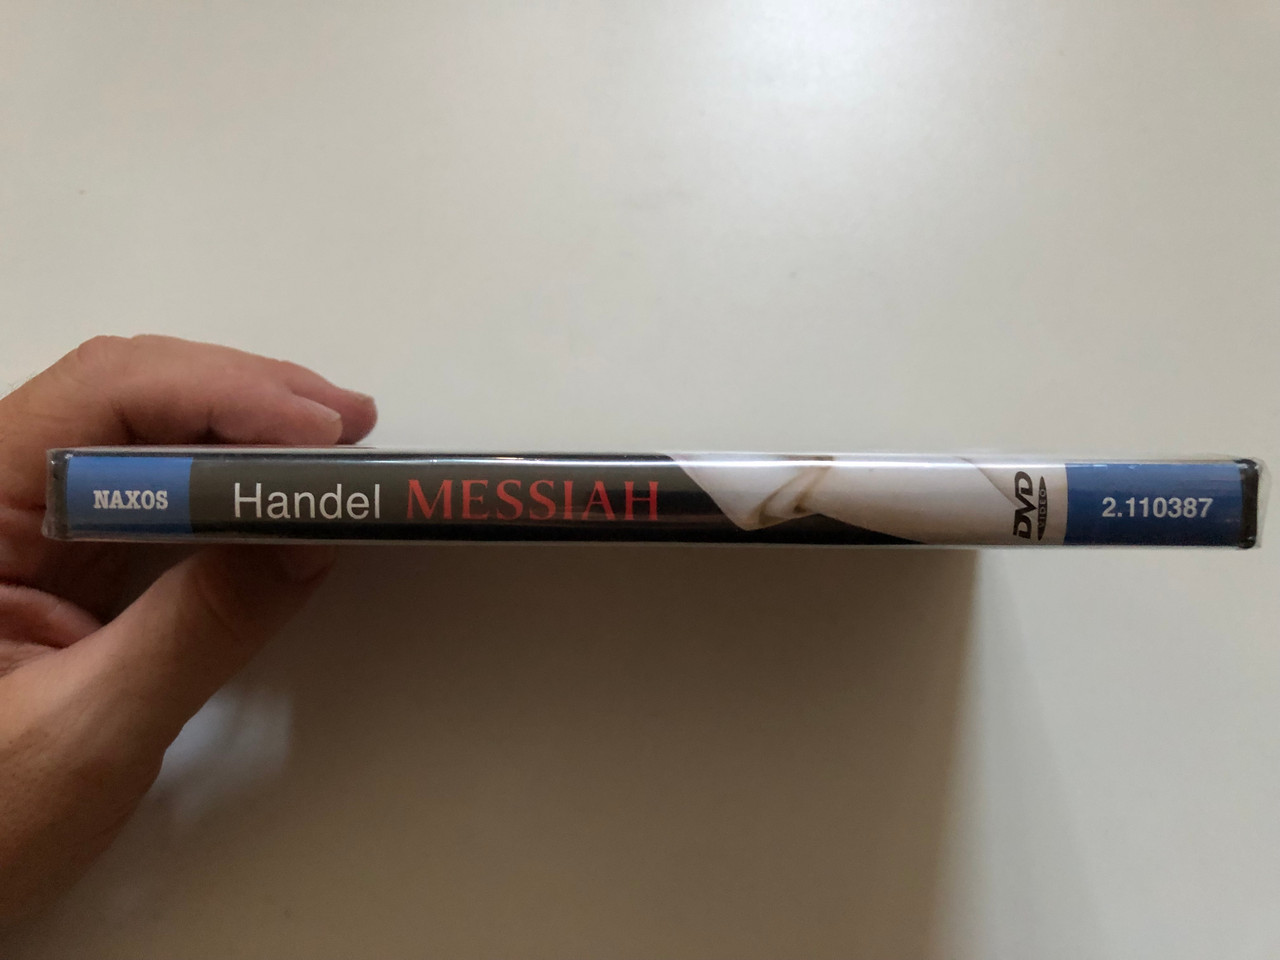 NAXOS
Handel MESSIAH
DVD
VIDEO
2.110387